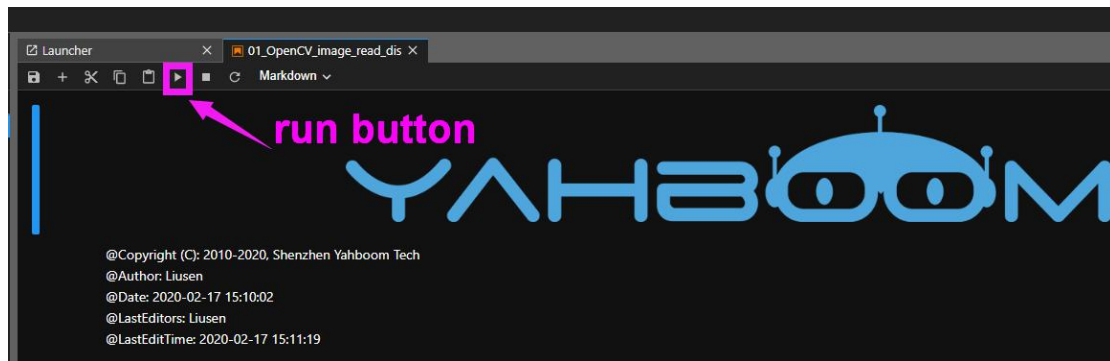 Launcher
01_OpenCV_image_read_dis
Markdown
run button
YAHBOOM
@Copyright (C): 2010-2020, Shenzhen Yahboom Tech
@Author: Liusen
@Date: 2020-02-17 15:10:02
@LastEditors: Liusen
@LastEditTime: 2020-02-17 15:11:19